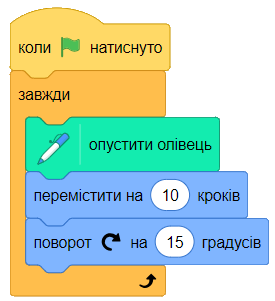 коли натиснуто
завжди
опустити олівець
перемістити на 10 кроків
поворот на 15 градусів